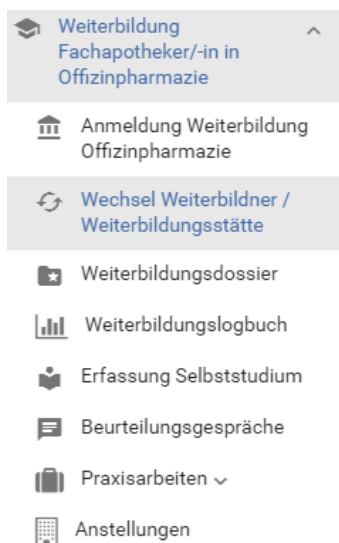 Weiterbildung
Fachapotheker/-in in
Offizinpharmazie
Anmeldung Weiterbildung
Offizinpharmazie
Wechsel Weiterbildner /
Weiterbildungsstätte
Weiterbildungsdossier
Weiterbildungslogbuch
Erfassung Selbststudium
Beurteilungsgespräche
Praxisarbeiten
Anstellungen